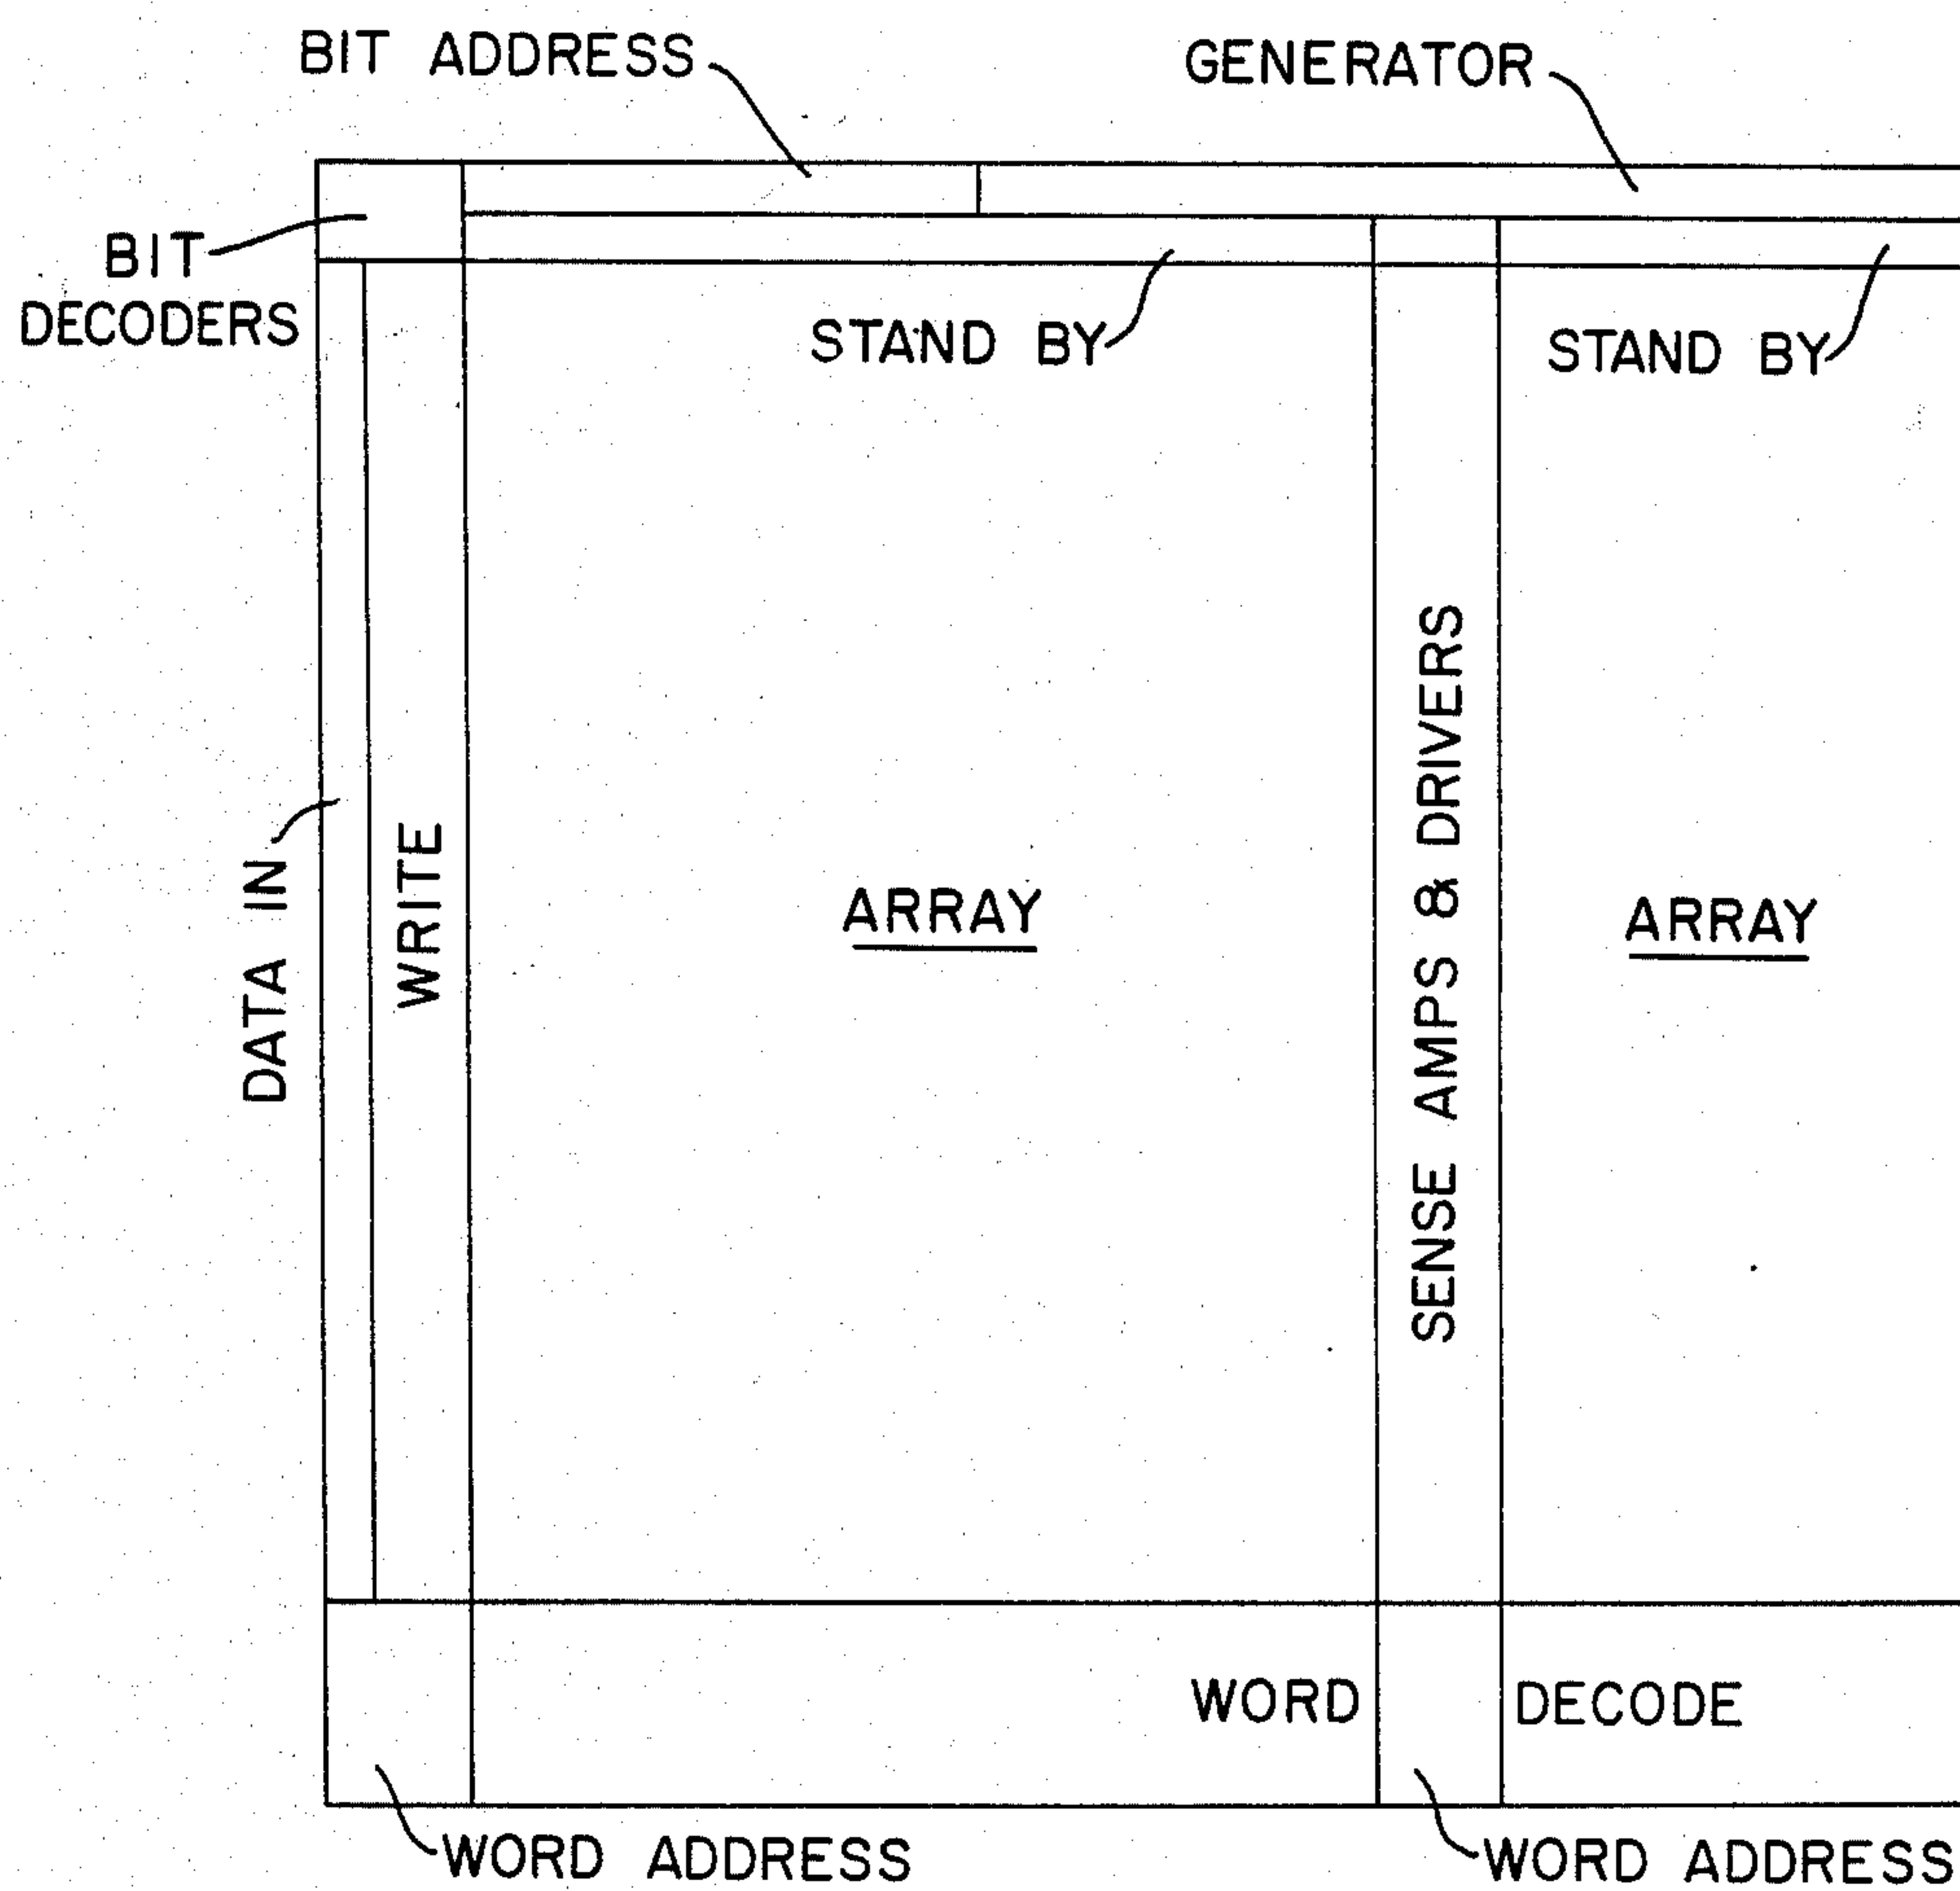 BIT ADDRESS
GENERATOR
BIT
DECODERS
STAND BY
STAND BY
DATA IN
WRITE
ARRAY
SENSE AMPS & DRIVERS
ARRAY
WORD
DECODE
WORD ADDRESS
WORD ADDRESS